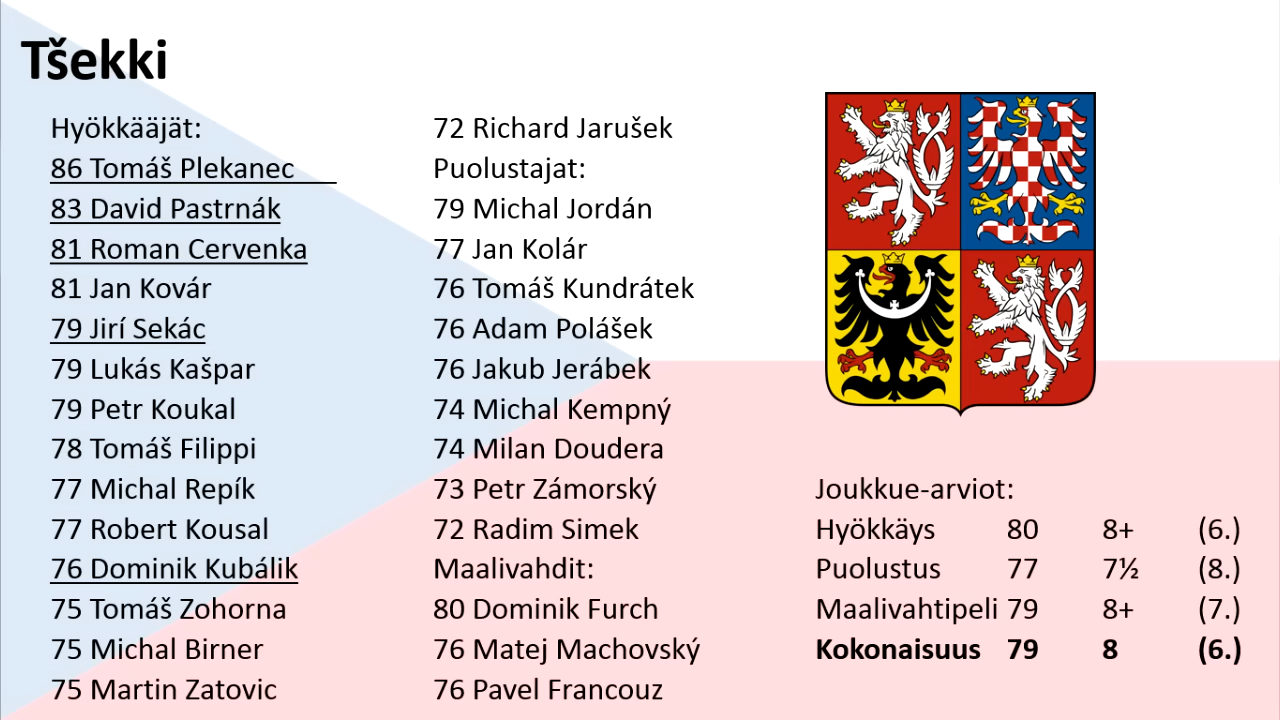 Tšekki
Hyökkääjät:
86 Tomáš Plekanec
83 David Pastrnák
81 Roman Cervenka
81 Jan Kovár
79 Jirí Sekác
79 Lukás Kašpar
79 Petr Koukal
78 Tomáš Filippi
77 Michal Repík
77 Robert Kousal
76 Dominik Kubálik
75 Tomáš Zohorna
75 Michal Birner
75 Martin Zatovic
72 Richard Jarušek
Puolustajat:
79 Michal Jordán
77 Jan Kolár
76 Tomáš Kundrátek
76 Adam Polášek
76 Jakub Jerábek
74 Michal Kempný
74 Milan Doudera
73 Petr Zámorský
72 Radim Simek
Maalivahdit:
80 Dominik Furch
76 Matej Machovský
76 Pavel Francouz
Joukkue-arviot:
Hyökkäys 80 8+ (6.)
Puolustus 77 7½ (8.)
Maalivahtipeli 79 8+ (7.)
Kokonaisuus 79 8 (6.)